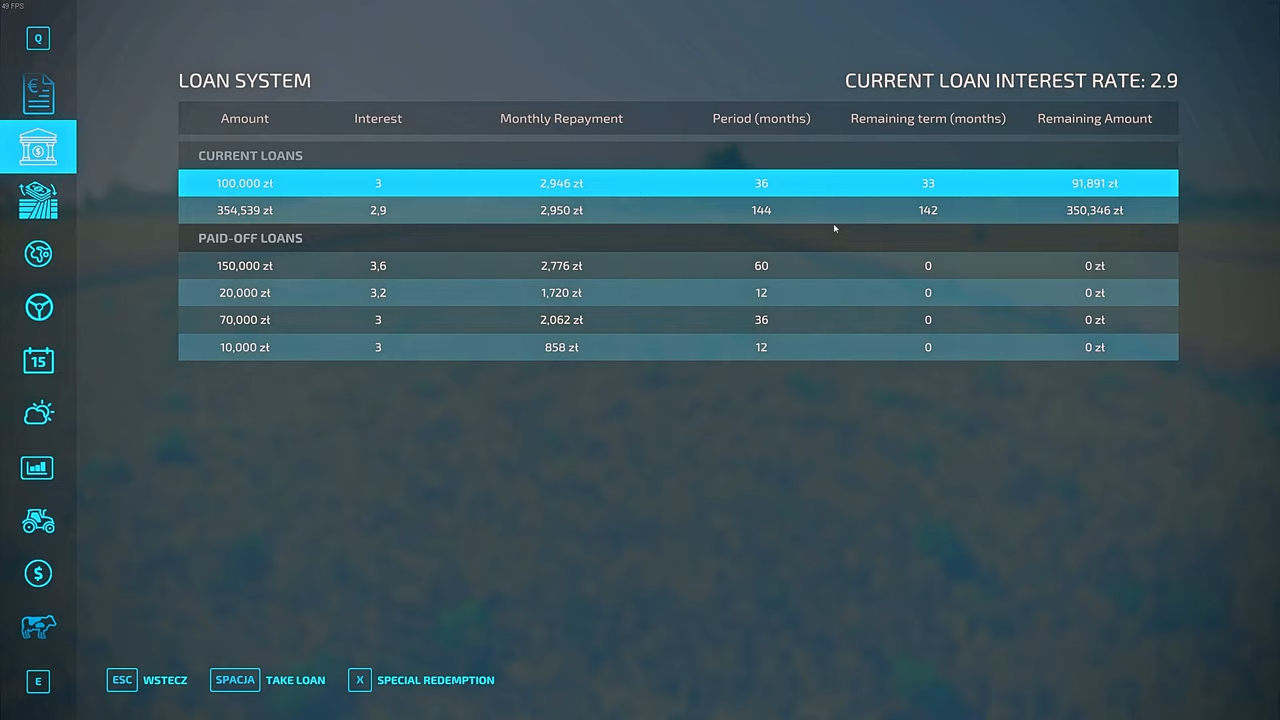 49 FPS
Q
LOAN SYSTEM
CURRENT LOAN INTEREST RATE: 2.9
Amount Interest Monthly Repayment Period (months) Remaining term (months) Remaining Amount
CURRENT LOANS
100,000 zł 3 2,946 zł 36 33 91,891 zł
354,539 zł 2,9 2,950 zł 144 142 350,346 zł
PAID-OFF LOANS
150,000 zł 3,6 2,776 zł 60 0 0 zł
20,000 zł 3,2 1,720 zł 12 0 0 zł
70,000 zł 3 2,062 zł 36 0 0 zł
10,000 zł 3 858 zł 12 0 0 zł
15
E
ESC WSTECZ SPACJA TAKE LOAN X SPECIAL REDEMPTION